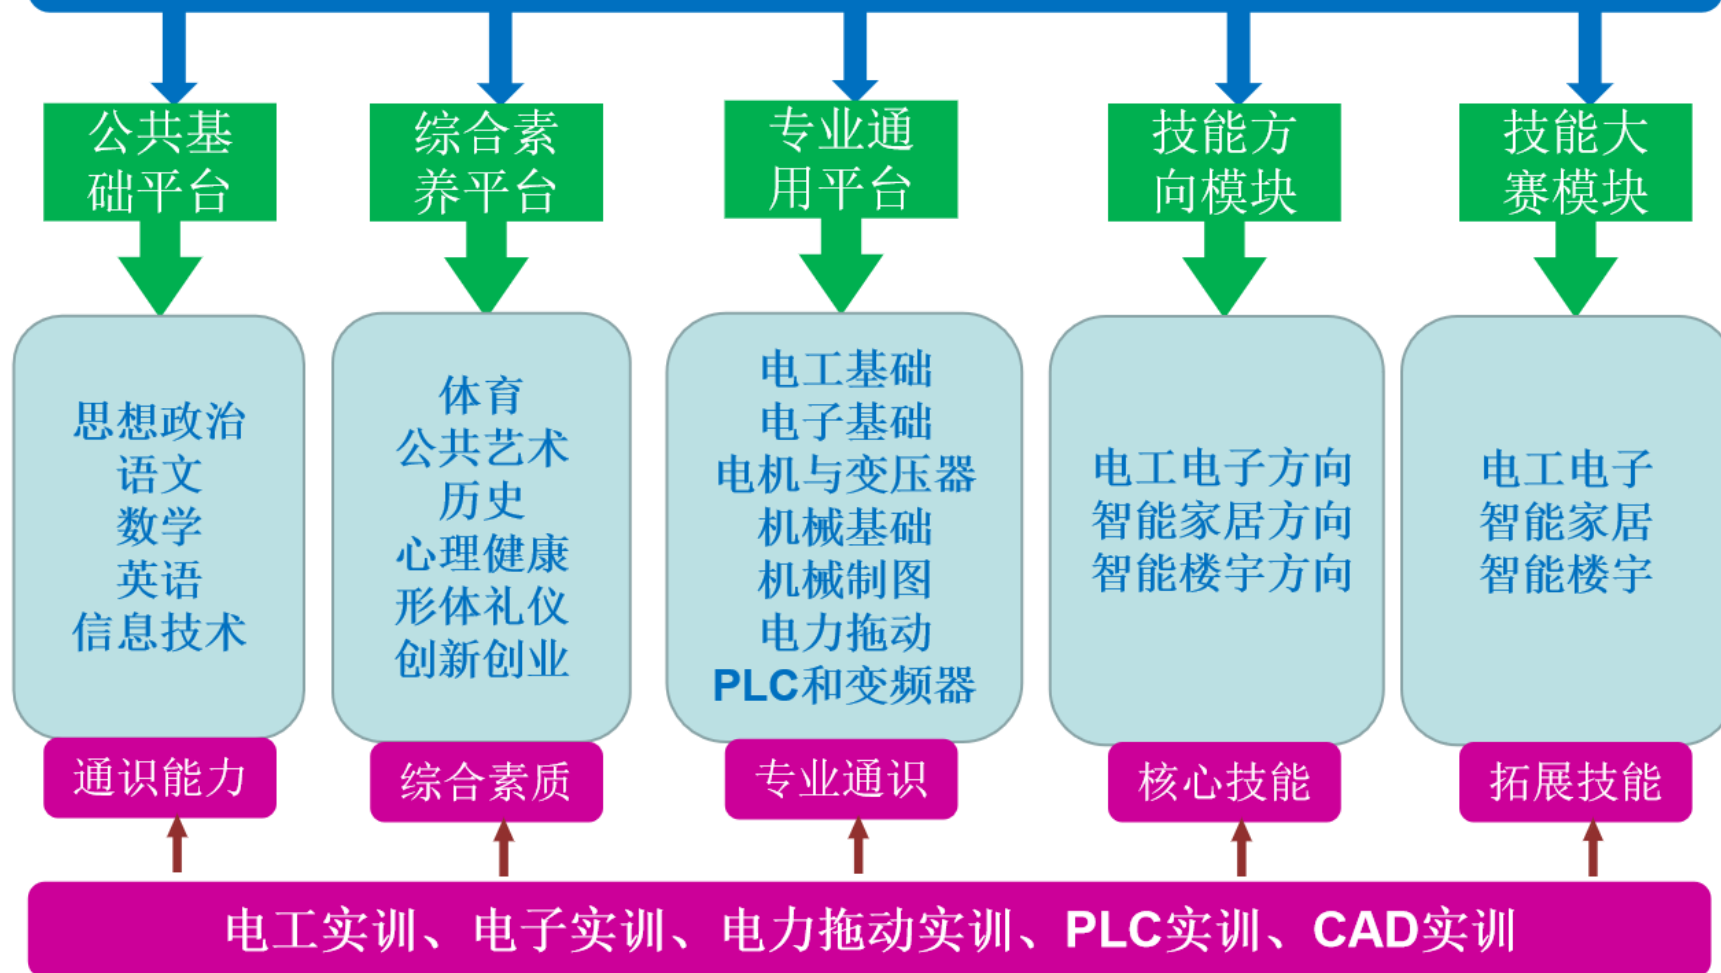 公共基
础平台
综合素
养平台
专业通
用平台
技能方
向模块
技能大
赛模块
思想政治
语文
数学
英语
信息技术
体育
公共艺术
历史
心理健康
形体礼仪
创新创业
电工基础
电子基础
电机与变压器
机械基础
机械制图
电力拖动
PLC和变频器
电工电子方向
智能家居方向
智能楼宇方向
电工电子
智能家居
智能楼宇
通识能力
综合素质
专业通识
核心技能
拓展技能
电工实训、电子实训、电力拖动实训、PLC实训、CAD实训